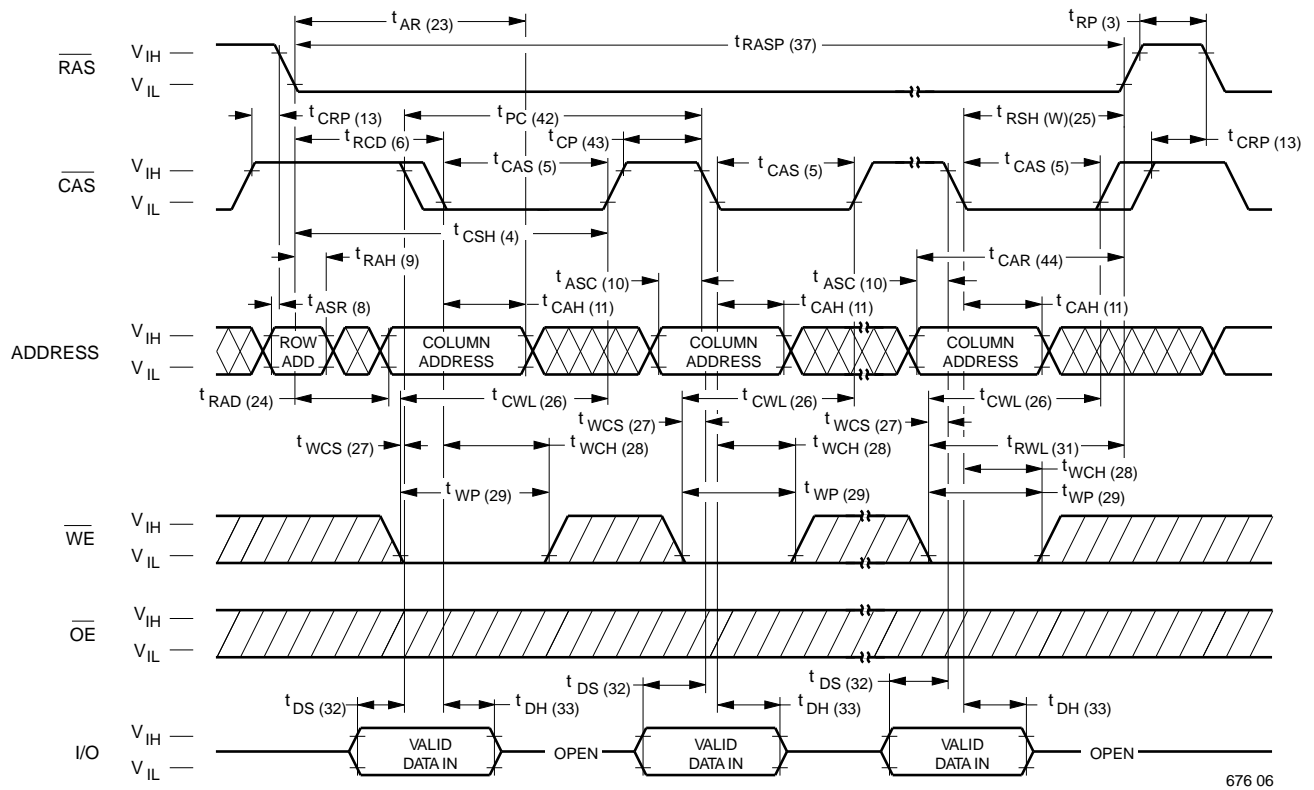 t AR (23)
t RP (3)
t RASP (37)
RAS
V IH
V IL
t CRP (13)
t PC (42)
t RSH (W)(25)
t RCD (6)
t CP (43)
t CRP (13)
CAS
V IH
V IL
t CAS (5)
t CAS (5)
t CAS (5)
t CSH (4)
t RAH (9)
t ASC (10)
t ASC (10)
t CAR (44)
t ASR (8)
t CAH (11)
t CAH (11)
t CAH (11)
ADDRESS
V IH
V IL
ROW ADD
COLUMN ADDRESS
COLUMN ADDRESS
COLUMN ADDRESS
t RAD (24)
t CWL (26)
t CWL (26)
t CWL (26)
t WCS (27)
t WCS (27)
t WCS (27)
t WCH (28)
t WCH (28)
t RWL (31)
t WCH (28)
t WP (29)
t WP (29)
t WP (29)
WE
V IH
V IL
OE
V IH
V IL
t DS (32)
t DS (32)
t DS (32)
t DH (33)
t DH (33)
t DH (33)
I/O
V IH
V IL
VALID DATA IN
OPEN
VALID DATA IN
VALID DATA IN
OPEN
676 06